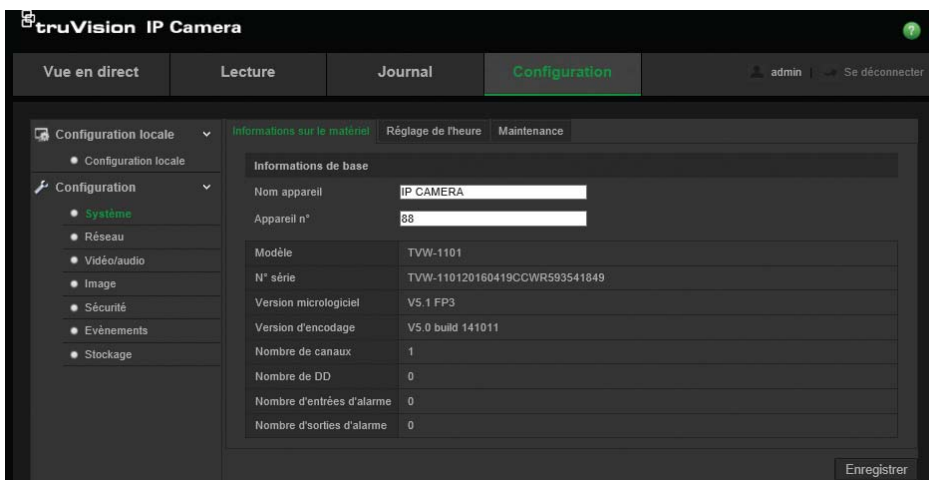 truVision IP Camera
?
Vue en direct Lecture Journal Configuration admin | Se déconnecter
Configuration locale
Configuration locale
Configuration
Système
Réseau
Vidéo/audio
Image
Sécurité
Evènements
Stockage
Informations sur le matériel Réglage de l'heure Maintenance
Informations de base
Nom appareil IP CAMERA
Appareil n° 88
Modèle TVW-1101
N° série TVW-110120160419CCWR593541849
Version micrologiciel V5.1 FP3
Version d'encodage V5.0 build 141011
Nombre de canaux 1
Nombre de DD 0
Nombre d'entrées d'alarme 0
Nombre d'sorties d'alarme 0
Enregistrer